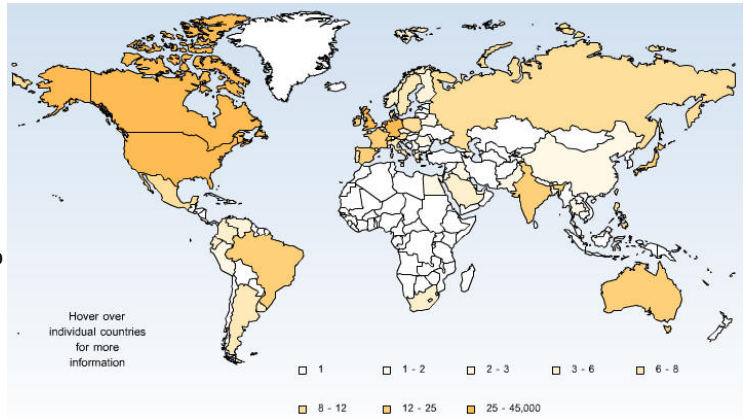 Hover over
individual countries
for more
information
1
1 - 2
2 - 3
3 - 6
6 - 8
8 - 12
12 - 25
25 - 45,000